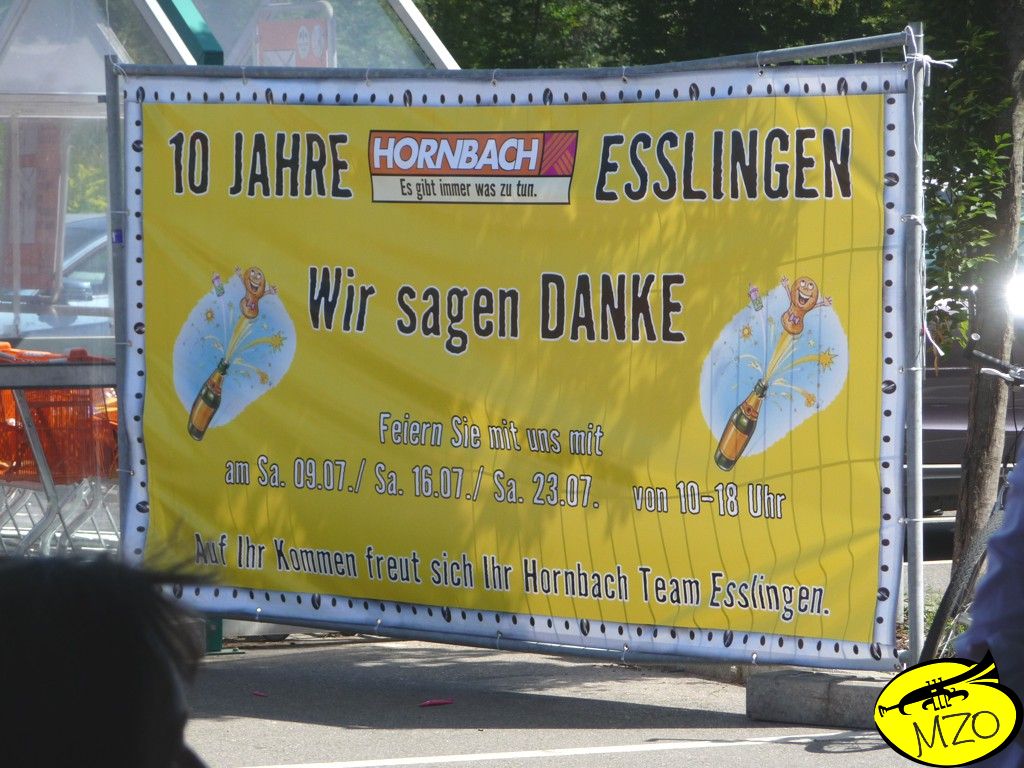 10 JAHRE HORNBACH ESSLINGEN
Es gibt immer was zu tun.
Wir sagen DANKE
Feiern Sie mit uns mit
am Sa. 09.07./ Sa. 16.07./ Sa. 23.07. von 10-18 Uhr
Auf Ihr Kommen freut sich Ihr Hornbach Team Esslingen.
MZO